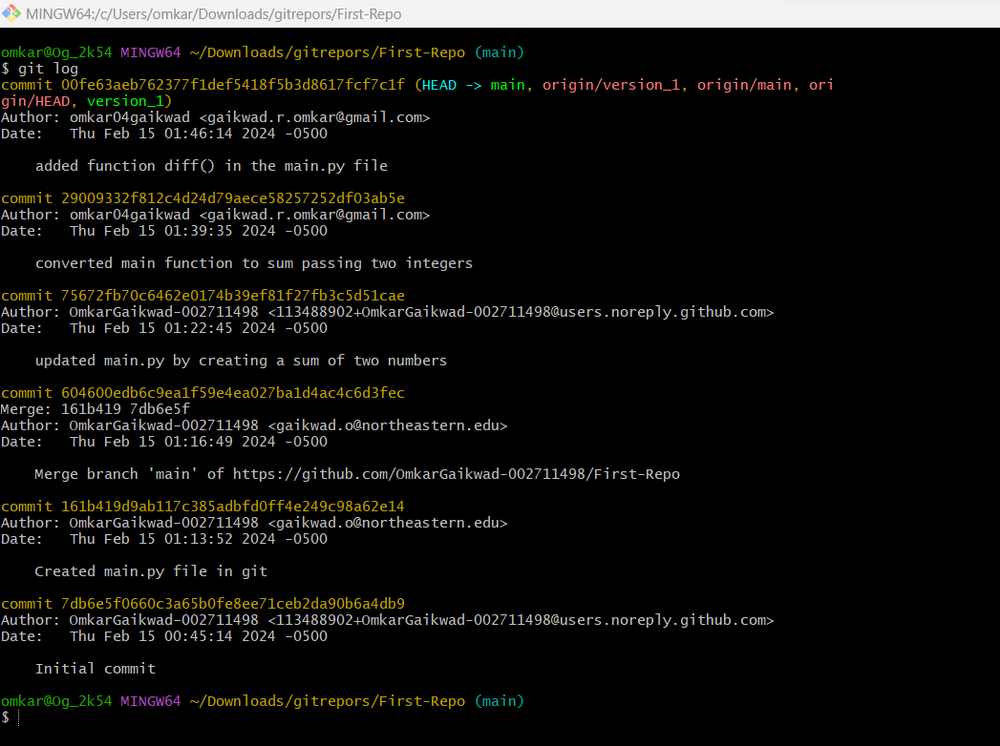 MINGW64:/c/Users/omkar/Downloads/gitrepors/First-Repo
omkar@Og_2k54 MINGW64 ~/Downloads/gitrepors/First-Repo (main)
$ git log
commit 00fe63aeb762377f1def5418f5b3d8617fcf7c1f (HEAD -> main, origin/version_1, origin/main, ori
gin/HEAD, version_1)
Author: omkar04gaikwad <gaikwad.r.omkar@gmail.com>
Date:   Thu Feb 15 01:46:14 2024 -0500
    added function diff() in the main.py file
commit 29009332f812c4d24d79aece58257252df03ab5e
Author: omkar04gaikwad <gaikwad.r.omkar@gmail.com>
Date:   Thu Feb 15 01:39:35 2024 -0500
    converted main function to sum passing two integers
commit 75672fb70c6462e0174b39ef81f27fb3c5d51cae
Author: OmkarGaikwad-002711498 <113488902+OmkarGaikwad-002711498@users.noreply.github.com>
Date:   Thu Feb 15 01:22:45 2024 -0500
    updated main.py by creating a sum of two numbers
commit 604600edb6c9ea1f59e4ea027ba1d4ac4c6d3fec
Merge: 161b419 7db6e5f
Author: OmkarGaikwad-002711498 <gaikwad.o@northeastern.edu>
Date:   Thu Feb 15 01:16:49 2024 -0500
    Merge branch 'main' of https://github.com/OmkarGaikwad-002711498/First-Repo
commit 161b419d9ab117c385adbfd0ff4e249c98a62e14
Author: OmkarGaikwad-002711498 <gaikwad.o@northeastern.edu>
Date:   Thu Feb 15 01:13:52 2024 -0500
    Created main.py file in git
commit 7db6e5f0660c3a65b0fe8ee71ceb2da90b6a4db9
Author: OmkarGaikwad-002711498 <113488902+OmkarGaikwad-002711498@users.noreply.github.com>
Date:   Thu Feb 15 00:45:14 2024 -0500
    Initial commit
omkar@Og_2k54 MINGW64 ~/Downloads/gitrepors/First-Repo (main)
$